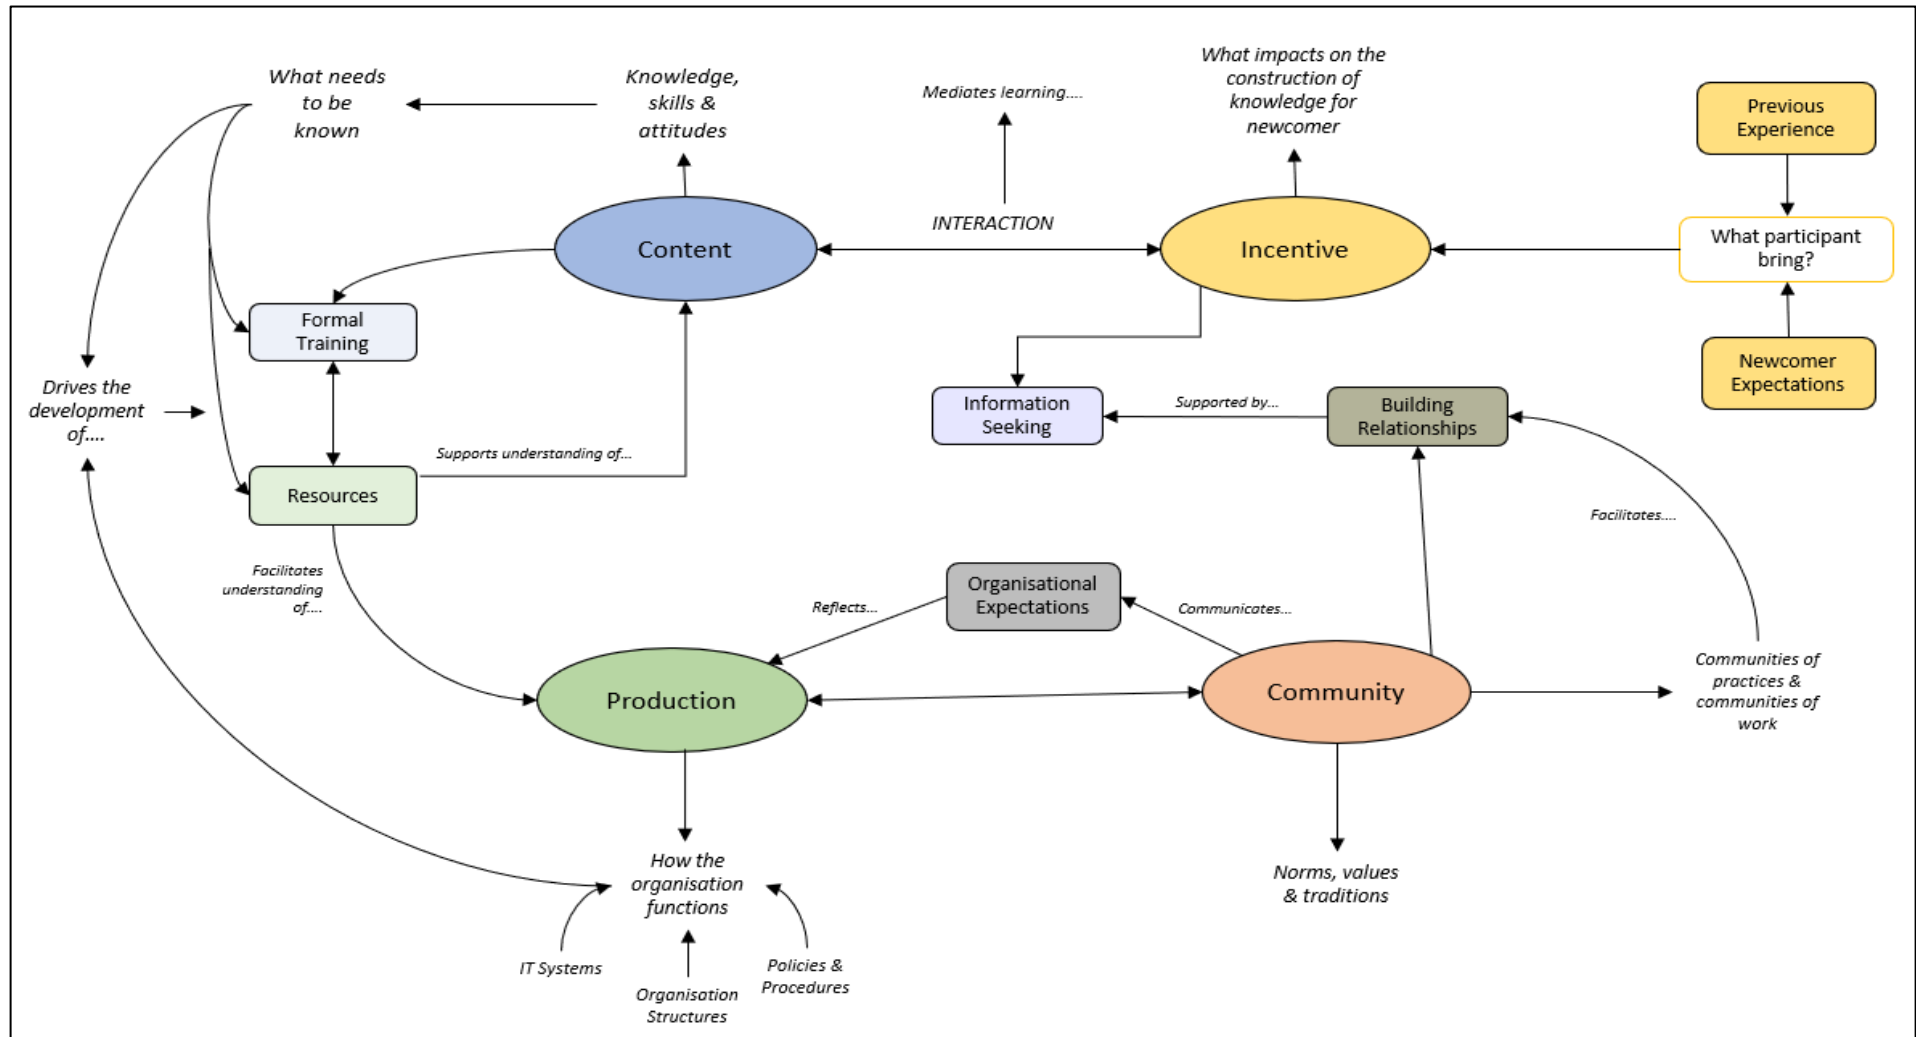 What needs
to be
known
Knowledge,
skills &
attitudes
Mediates learning....
What impacts on the
construction of
knowledge for
newcomer
Previous
Experience
INTERACTION
Content
Incentive
What participant
bring?
Formal
Training
Newcomer
Expectations
Drives the
development
of....
Information
Seeking
Supported by...
Building
Relationships
Supports understanding of...
Resources
Facilitates....
Facilitates
understanding
of....
Organisational
Expectations
Reflects...
Communicates...
Production
Community
Communities of
practices &
communities of
work
How the
organisation
functions
Norms, values
& traditions
IT Systems
Organisation
Structures
Policies &
Procedures